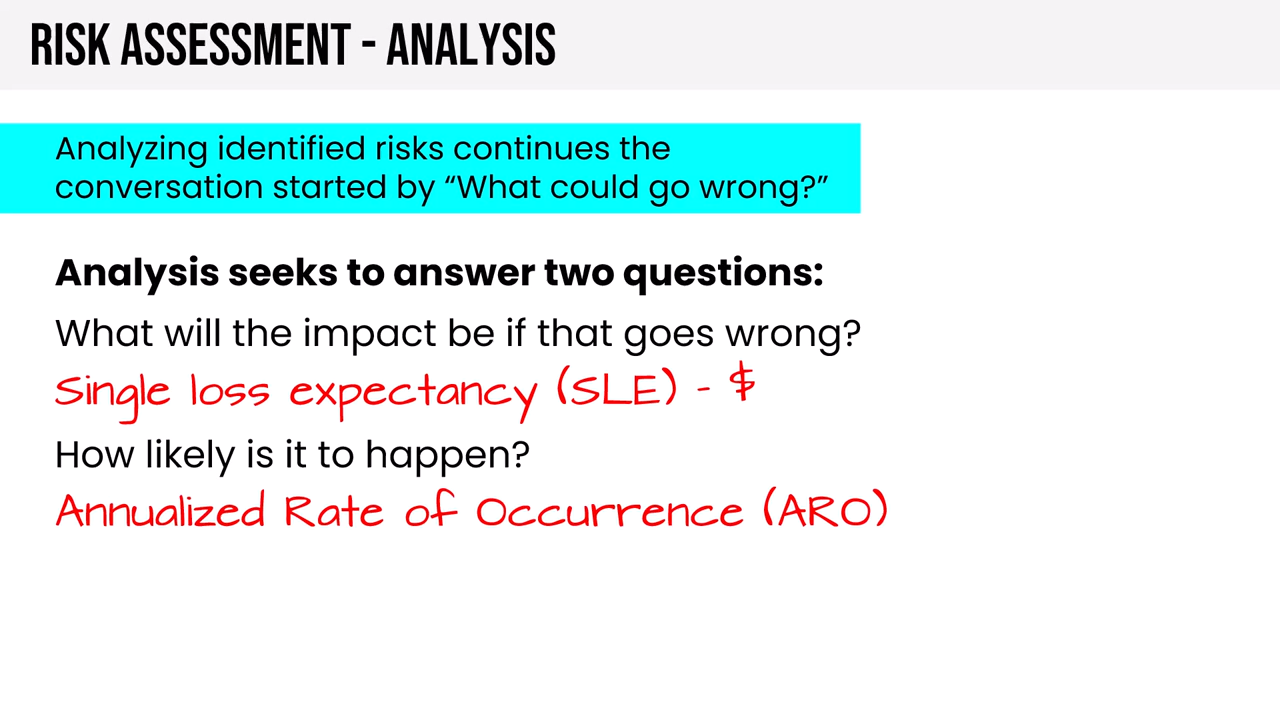 RISK ASSESSMENT - ANALYSIS
Analyzing identified risks continues the
conversation started by “What could go wrong?”
Analysis seeks to answer two questions:
What will the impact be if that goes wrong?
Single loss expectancy (SLE) - $
How likely is it to happen?
Annualized Rate of Occurrence (ARO)